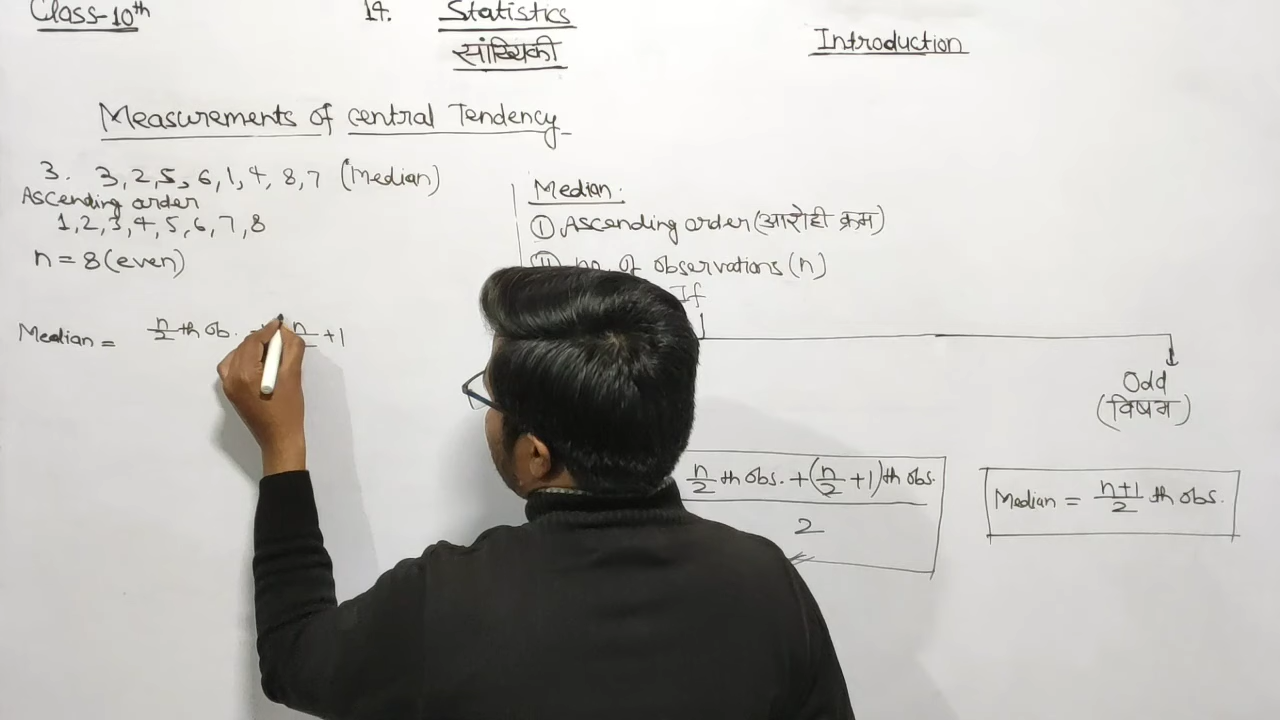 Class-10th
14. Statistics
सांख्यिकी
Introduction
Measurements of central Tendency
3. 3, 2, 5, 6, 1, 4, 8, 7 (Median)
Ascending order
1, 2, 3, 4, 5, 6, 7, 8
n = 8 (even)
Median = n/2 th ob. n +1
Median:
(I) Ascending order (आरोही क्रम)
(II) no. of observations (n)
If
Odd
(विषम)
n/2 th obs. + (n/2 + 1) th obs.
2
Median = n+1/2 th obs.